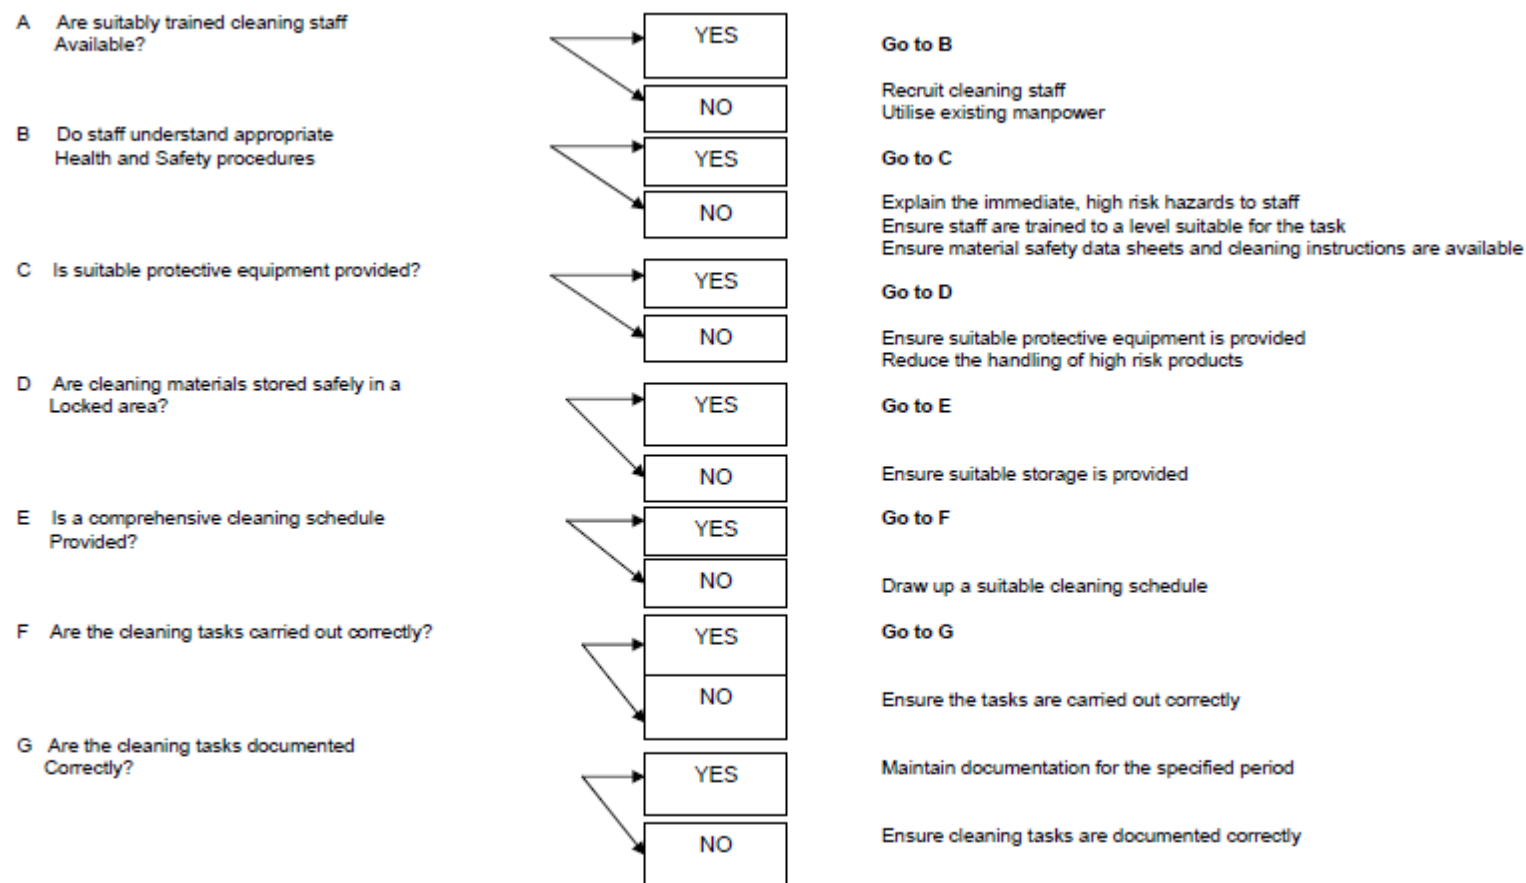 A Are suitably trained cleaning staff
Available?
YES
Go to B
NO
Recruit cleaning staff
Utilise existing manpower
B Do staff understand appropriate
Health and Safety procedures
YES
Go to C
NO
Explain the immediate, high risk hazards to staff
Ensure staff are trained to a level suitable for the task
Ensure material safety data sheets and cleaning instructions are available
C Is suitable protective equipment provided?
YES
Go to D
NO
Ensure suitable protective equipment is provided
Reduce the handling of high risk products
D Are cleaning materials stored safely in a
Locked area?
YES
Go to E
NO
Ensure suitable storage is provided
E Is a comprehensive cleaning schedule
Provided?
YES
Go to F
NO
Draw up a suitable cleaning schedule
F Are the cleaning tasks carried out correctly?
YES
Go to G
NO
Ensure the tasks are carried out correctly
G Are the cleaning tasks documented
Correctly?
YES
Maintain documentation for the specified period
NO
Ensure cleaning tasks are documented correctly